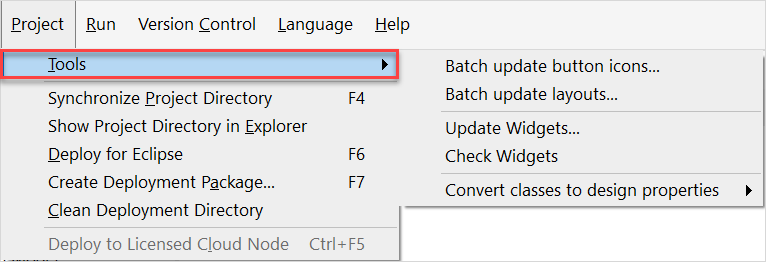 Project Run Version Control Language Help
Tools
Synchronize Project Directory F4
Show Project Directory in Explorer
Deploy for Eclipse F6
Create Deployment Package... F7
Clean Deployment Directory
Deploy to Licensed Cloud Node Ctrl+F5
Batch update button icons...
Batch update layouts...
Update Widgets...
Check Widgets
Convert classes to design properties